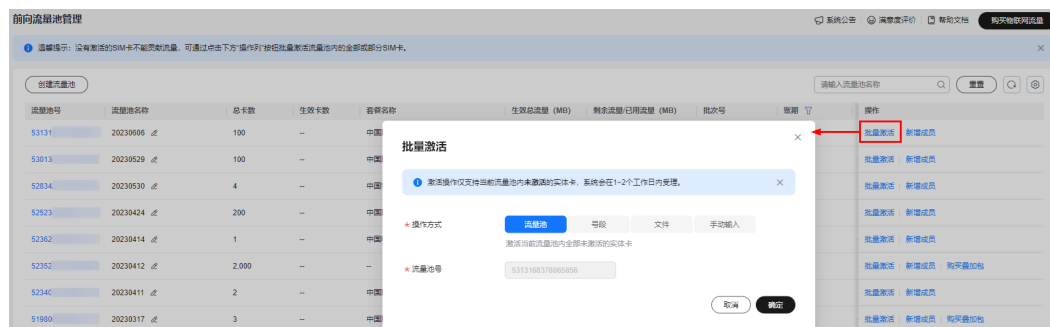 前向流量池管理 系统公告 满意度评价 帮助文档 购买物联网流量
温馨提示：没有激活的SIM卡不能贡献流量，可通过点击下方“操作列”按钮批量激活流量池内的全部或部分SIM卡。
创建流量池 请输入流量池名称 重置
流量池号 流量池名称 总卡数 生效卡数 套餐名称 生效总流量 (MB) 剩余流量/已用流量 (MB) 批次号 账期 操作
53131 20230606 100 -- 中国 批量激活 新增成员
53013 20230529 100 -- 中国 批量激活 新增成员
52834 20230530 4 -- 中国 批量激活 新增成员
52523 20230424 200 -- 中国 批量激活 新增成员
52362 20230414 1 -- 中国 批量激活 新增成员
52352 20230412 2,000 -- -- 批量激活 新增成员 购买叠加包
5234 20230411 2 -- 中国 批量激活 新增成员
51980 20230317 3 -- 中国 批量激活 新增成员 购买叠加包
批量激活
激活操作仅支持当前流量池内未激活的实体卡，系统会在1-2个工作日内受理。
* 操作方式 流量池 号段 文件 手动输入
激活当前流量池内全部未激活的实体卡
* 流量池号 5313168378065856
取消 确定